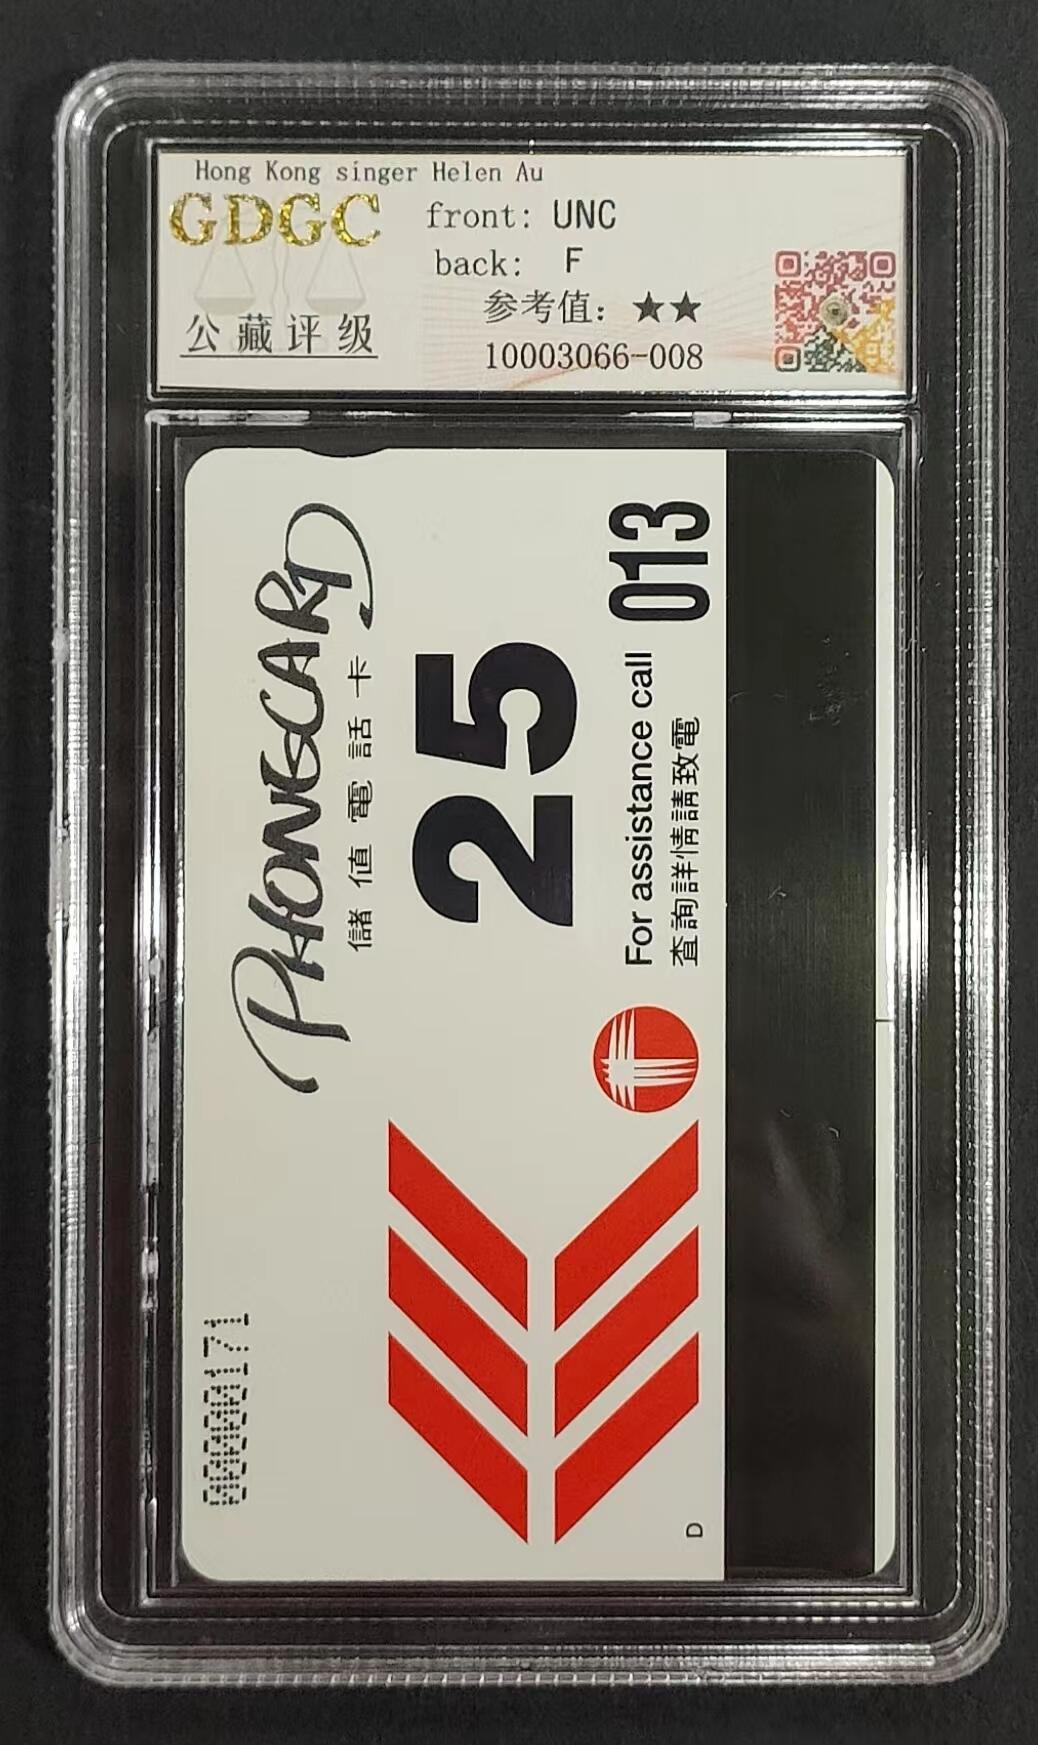 Hong Kong singer Helen Au
GDGC
公藏评级
front: UNC
back: F
参考值：★★
10003066-008
PHONECARD
儲值電話卡
25
For assistance call 013
查詢詳情請致電
000000171
D